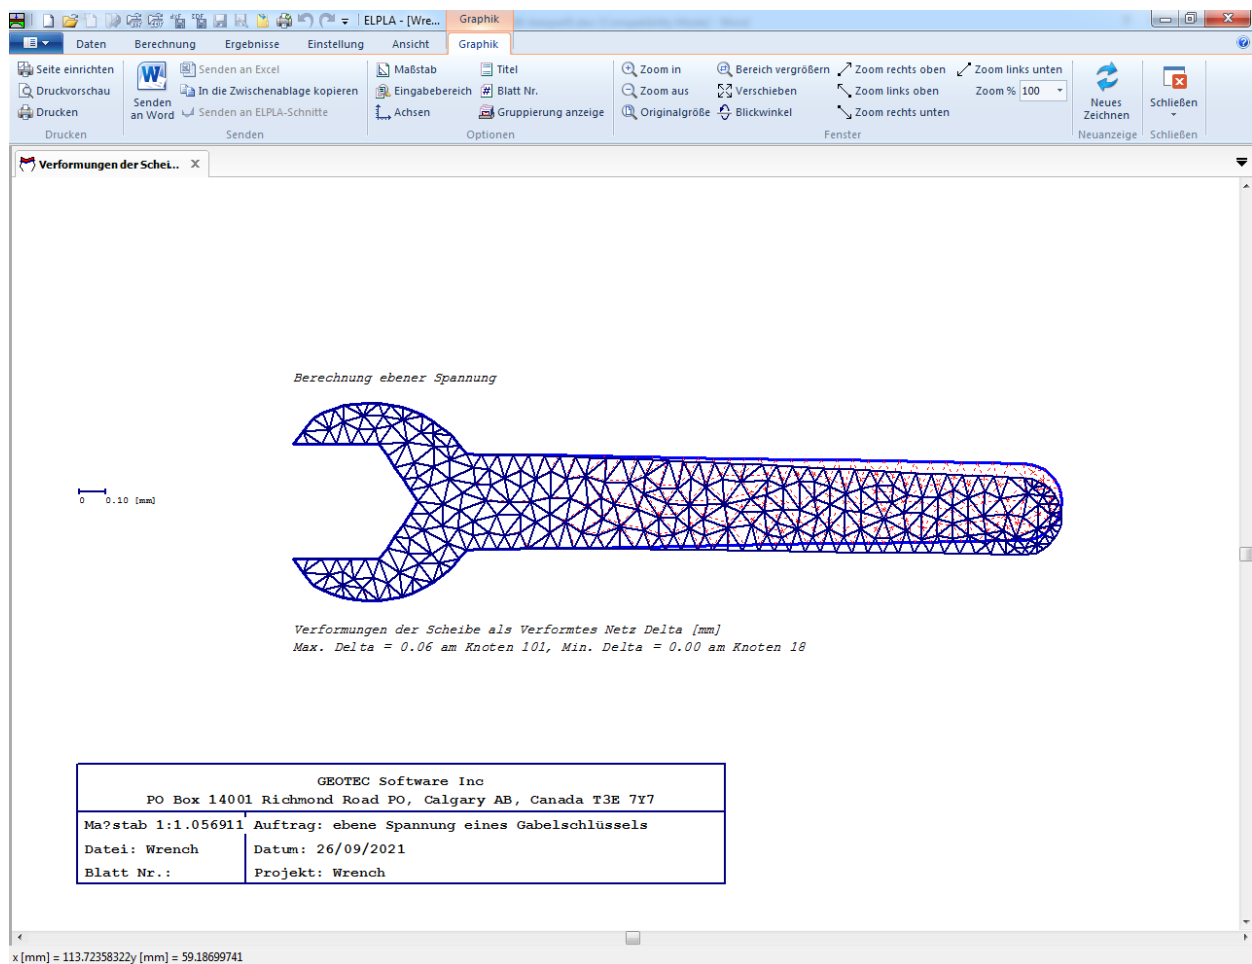 ELPLA - [Wre... Graphik
Daten Berechnung Ergebnisse Einstellung Ansicht Graphik
Seite einrichten Senden an Excel Maßstab Titel Zoom in Bereich vergrößern Zoom rechts oben Zoom links unten
Druckvorschau In die Zwischenablage kopieren Eingabebereich Blatt Nr. Zoom aus Verschieben Zoom links oben Zoom % 100
Drucken Senden an Word Senden an ELPLA-Schnitte Achsen Gruppierung anzeige Originalgröße Blickwinkel Zoom rechts unten Neues Zeichnen Schließen
Drucken Senden Optionen Fenster Neuanzeige Schließen
Verformungen der Schei... X
Berechnung ebener Spannung
0 0.10 [mm]
Verformungen der Scheibe als Verformtes Netz Delta [mm]
Max. Delta = 0.06 am Knoten 101, Min. Delta = 0.00 am Knoten 18
GEOTEC Software Inc
PO Box 14001 Richmond Road PO, Calgary AB, Canada T3E 7Y7
Ma?stab 1:1.056911 Auftrag: ebene Spannung eines Gabelschlüssels
Datei: Wrench Datum: 26/09/2021
Blatt Nr.: Projekt: Wrench
x [mm] = 113.72358322y [mm] = 59.18699741